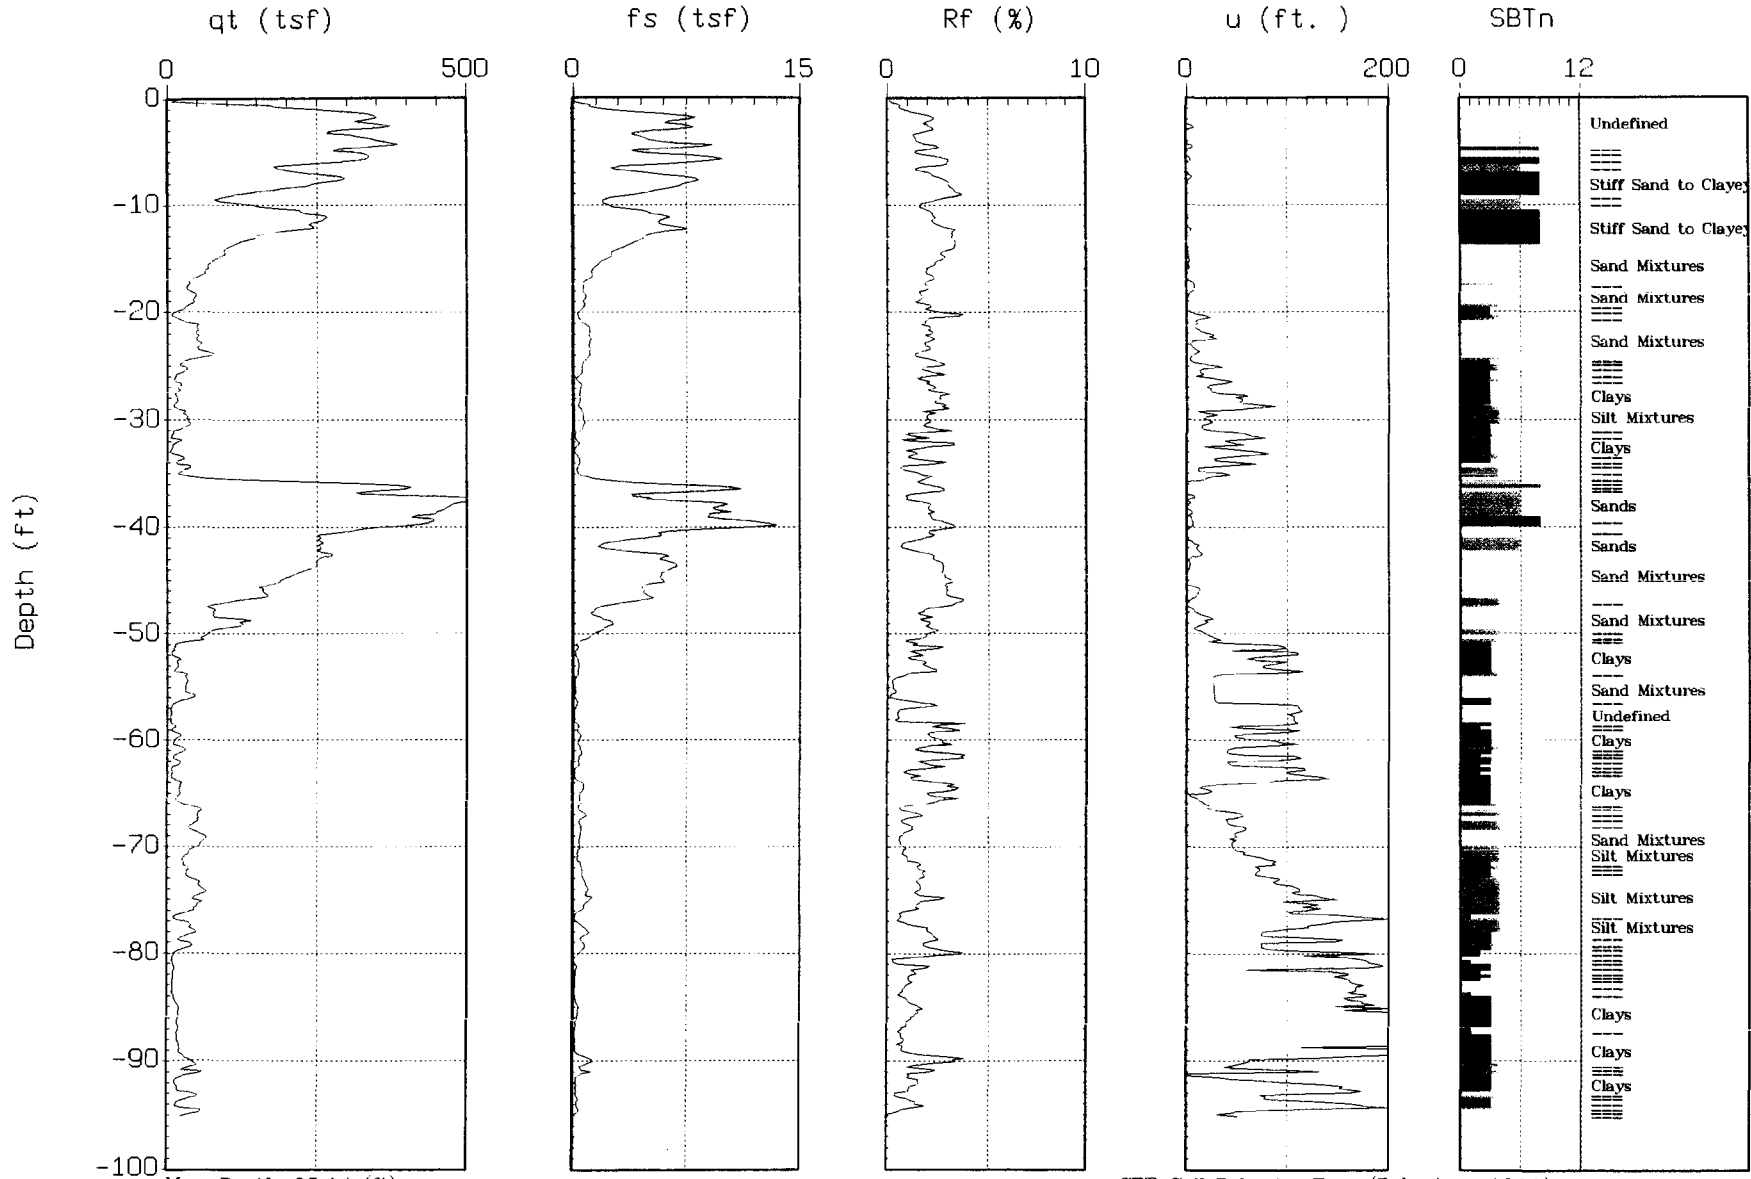 qt (tsf)
fs (tsf)
Rf (%)
u (ft. )
SBTn
0 500
0 15
0 10
0 200
0 12
Depth (ft)
0
-10
-20
-30
-40
-50
-60
-70
-80
-90
-100
Undefined
Stiff Sand to Clayey
Stiff Sand to Clayey
Sand Mixtures
Sand Mixtures
Sand Mixtures
Clays
Silt Mixtures
Clays
Sands
Sands
Sand Mixtures
Sand Mixtures
Clays
Sand Mixtures
Undefined
Clays
Clays
Sand Mixtures
Silt Mixtures
Silt Mixtures
Silt Mixtures
Clays
Clays
Clays